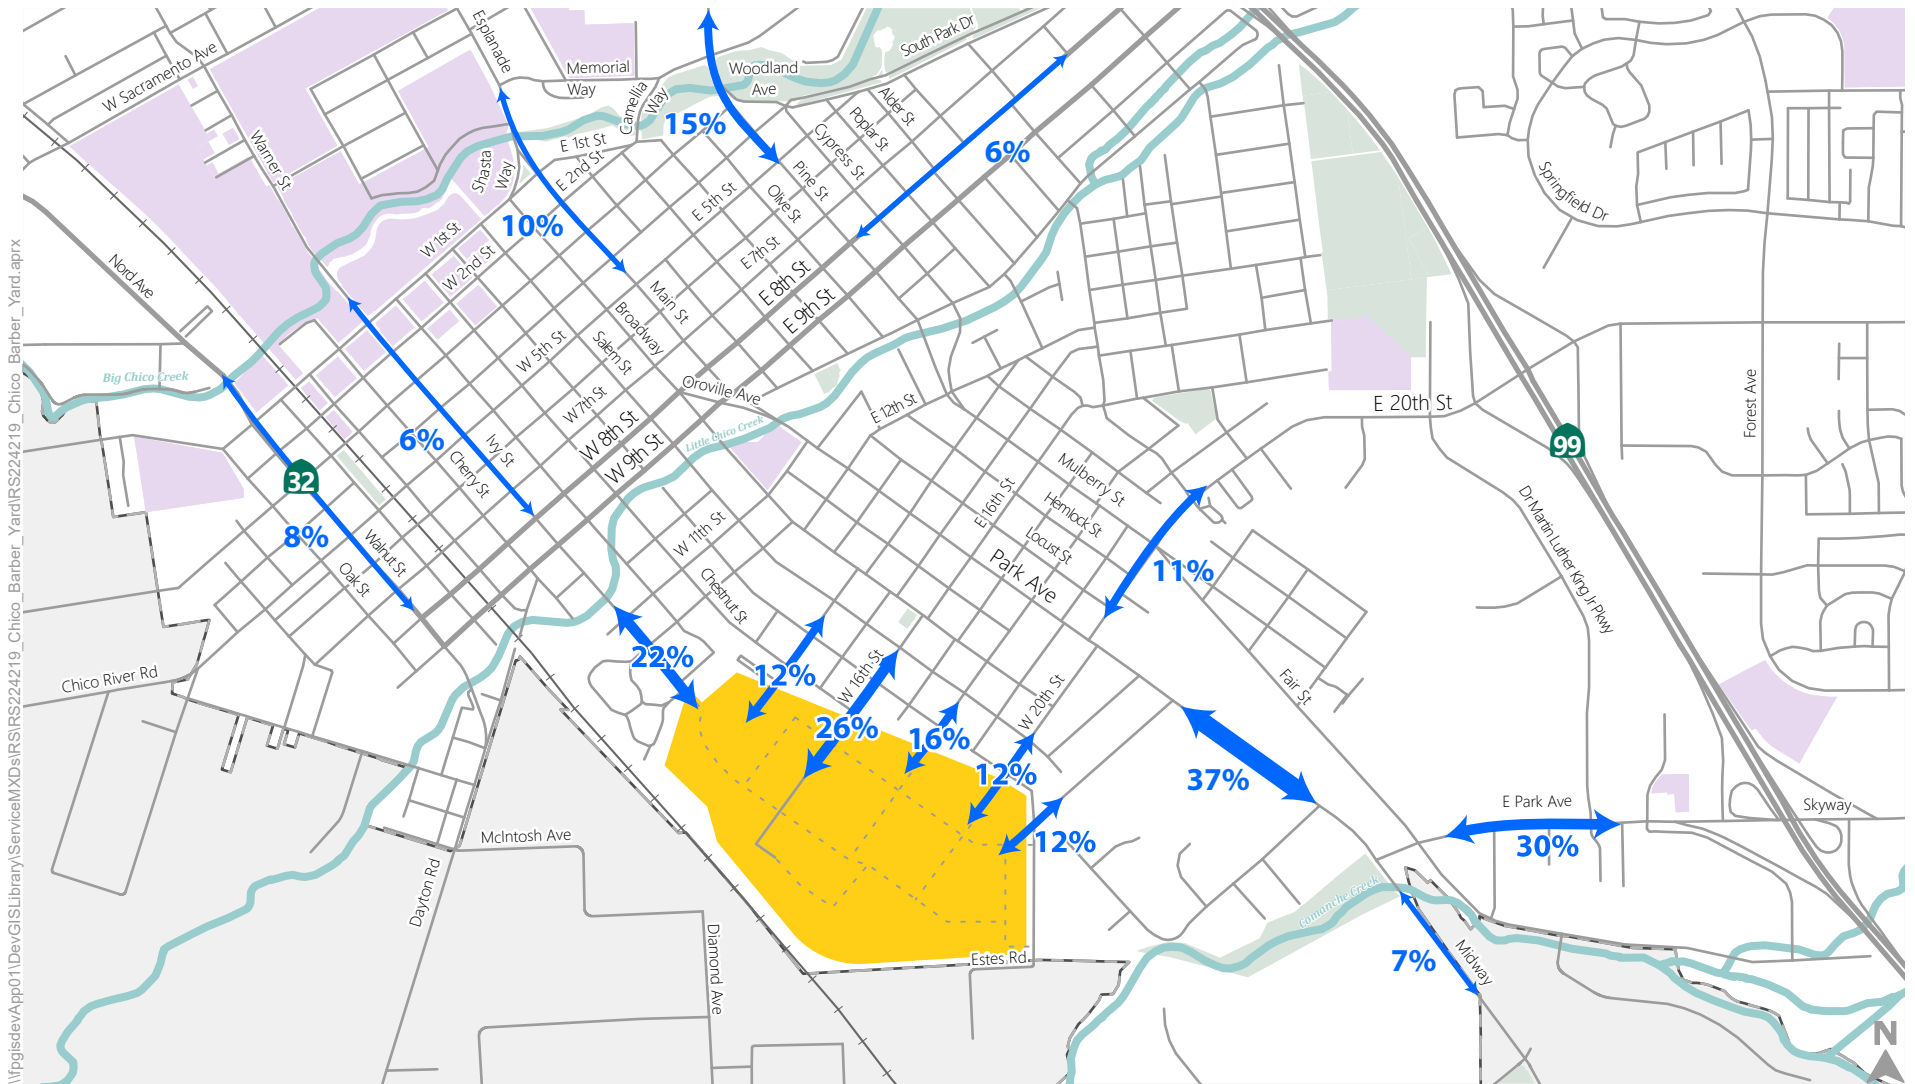 Esplanade
South Park Dr
W Sacramento Ave
Memorial
Way
Woodland
Ave
Camellia
Way
Alder St
Poplar St
Cypress St
15%
6%
E 1st St
Warner St
Shasta
Way
E 2nd St
Pine St
Olive St
E 5th St
Springfield Dr
10%
W 1st St
W 2nd St
E 7th St
Nord Ave
E 8th St
E 9th St
Main St
Broadway
Salem St
W 5th St
Big Chico Creek
Oroville Ave
W 7th St
E 12th St
E 20th St
Forest Ave
\\fpgisdevApp01\DevGISLibrary\ServiceMXDs\RS\RS224219_Chico_Barber_Yard\RS224219_Chico_Barber_Yard.aprx
6%
Ivy St
Cherry St
W 8th St
W 9th St
Little Chico Creek
99
32
Mulberry St
Hemlock St
E 16th St
Locust St
Park Ave
Dr Martin Luther King Jr Pkwy
8%
Walnut St
Oak St
W 11th St
Chestnut St
11%
22%
12%
W 16th St
Chico River Rd
Fair St
W 20th St
26%
16%
12%
37%
12%
E Park Ave
Skyway
30%
McIntosh Ave
Dayton Rd
Comanche Creek
Diamond Ave
Estes Rd
7%
Midway
N